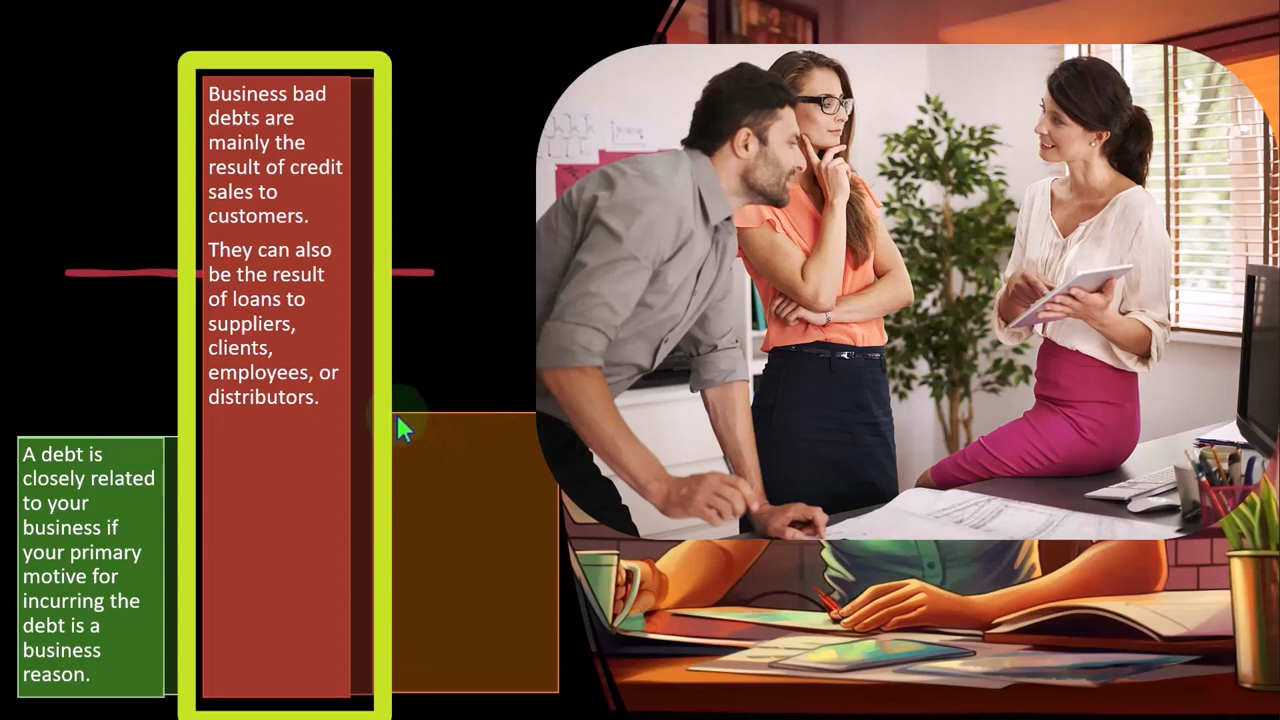 Business bad
debts are
mainly the
result of credit
sales to
customers.
They can also
be the result
of loans to
suppliers,
clients,
employees, or
distributors.
A debt is
closely related
to your
business if
your primary
motive for
incurring the
debt is a
business
reason.